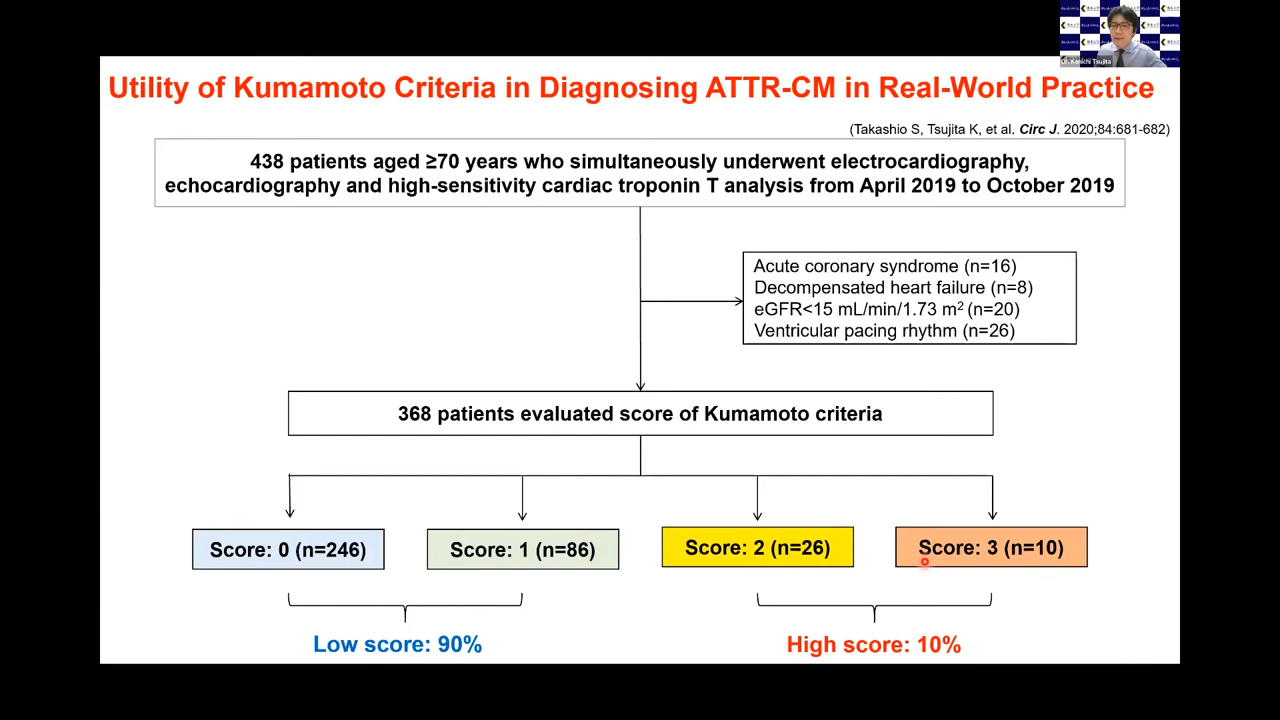 Dr. Kenichi Tsujita
Utility of Kumamoto Criteria in Diagnosing ATTR-CM in Real-World Practice
(Takashio S, Tsujita K, et al. Circ J. 2020;84:681-682)
438 patients aged ≥70 years who simultaneously underwent electrocardiography,
echocardiography and high-sensitivity cardiac troponin T analysis from April 2019 to October 2019
Acute coronary syndrome (n=16)
Decompensated heart failure (n=8)
eGFR<15 mL/min/1.73 m² (n=20)
Ventricular pacing rhythm (n=26)
368 patients evaluated score of Kumamoto criteria
Score: 0 (n=246)
Score: 1 (n=86)
Score: 2 (n=26)
Score: 3 (n=10)
Low score: 90%
High score: 10%